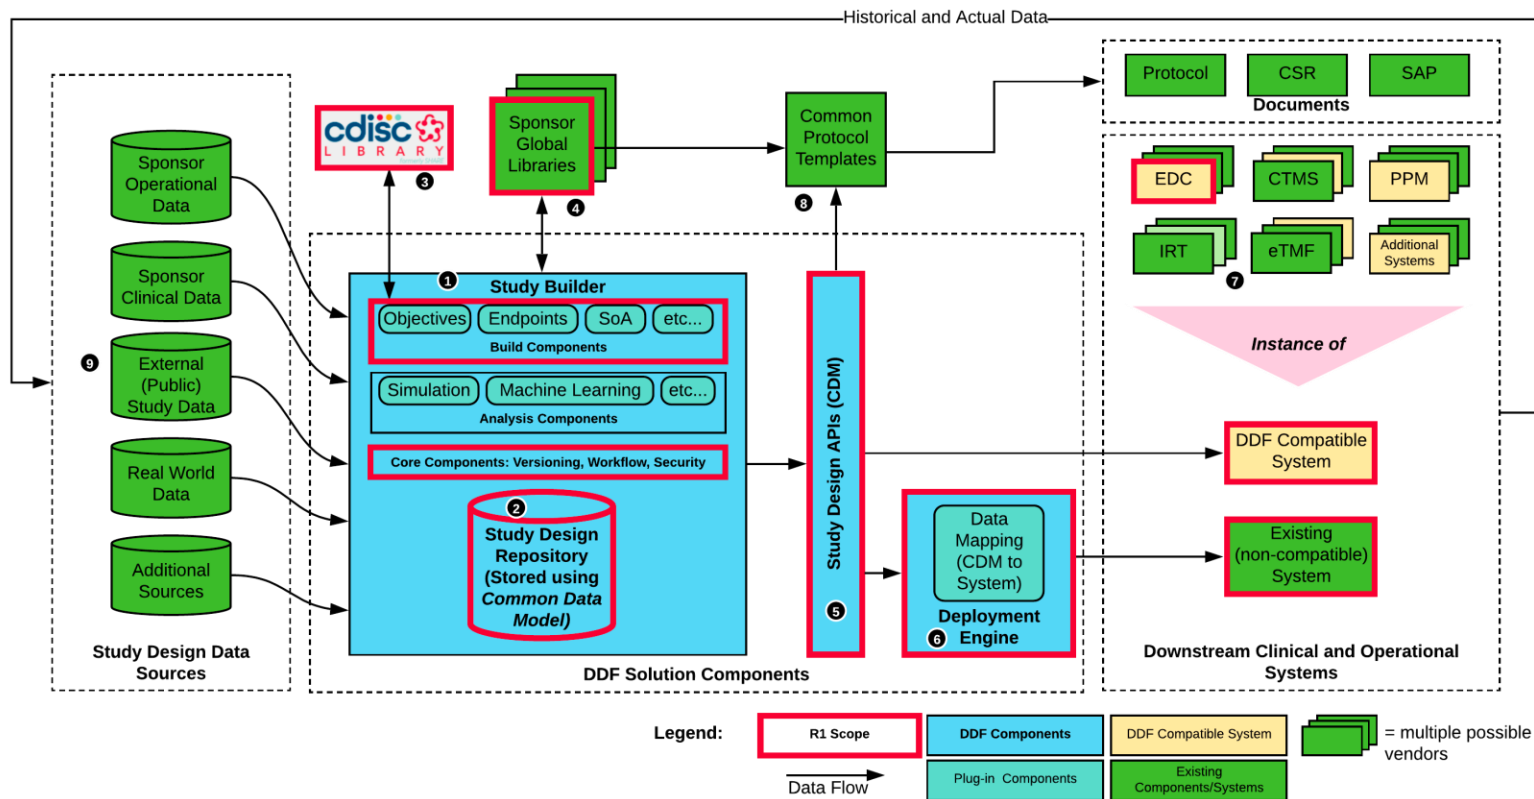 Historical and Actual Data
Sponsor
Operational
Data
Sponsor
Clinical Data
9
External
(Public)
Study Data
Real World
Data
Additional
Sources
Study Design Data
Sources
cdisc
LIBRARY
3
Sponsor
Global
Libraries
4
Common
Protocol
Templates
8
1
Study Builder
Objectives
Endpoints
SoA
etc...
Build Components
Simulation
Machine Learning
etc...
Analysis Components
Core Components: Versioning, Workflow, Security
2
Study Design
Repository
(Stored using
Common Data
Model)
Study Design APIs (CDM)
5
Data
Mapping
(CDM to
System)
Deployment
6
Engine
DDF Solution Components
Protocol
CSR
SAP
Documents
EDC
CTMS
PPM
IRT
eTMF
Additional
Systems
7
Instance of
DDF Compatible
System
Existing
(non-compatible)
System
Downstream Clinical and Operational
Systems
Legend:
R1 Scope
DDF Components
DDF Compatible System
= multiple possible
vendors
Data Flow
Plug-in Components
Existing
Components/Systems